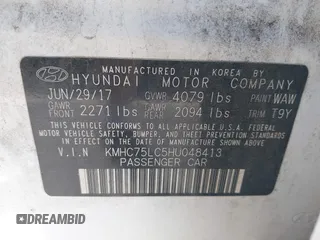 MANUFACTURED IN KOREA BY
HYUNDAI MOTOR COMPANY
JUN/29/17 GVWR 4079 lbs PAINT WAW
GAWR FRONT 2271 lbs GAWR REAR 2094 lbs TRIM T9Y
THIS VEHICLE CONFORMS TO ALL APPLICABLE U.S.
FEDERAL MOTOR VEHICLE SAFETY, BUMPER, AND THEFT
PREVENTION STANDARDS IN EFFECT ON THE DATE OF
MANUFACTURE SHOWN ABOVE.
V.I.N KMHC75LC5HU048413
PASSENGER CAR